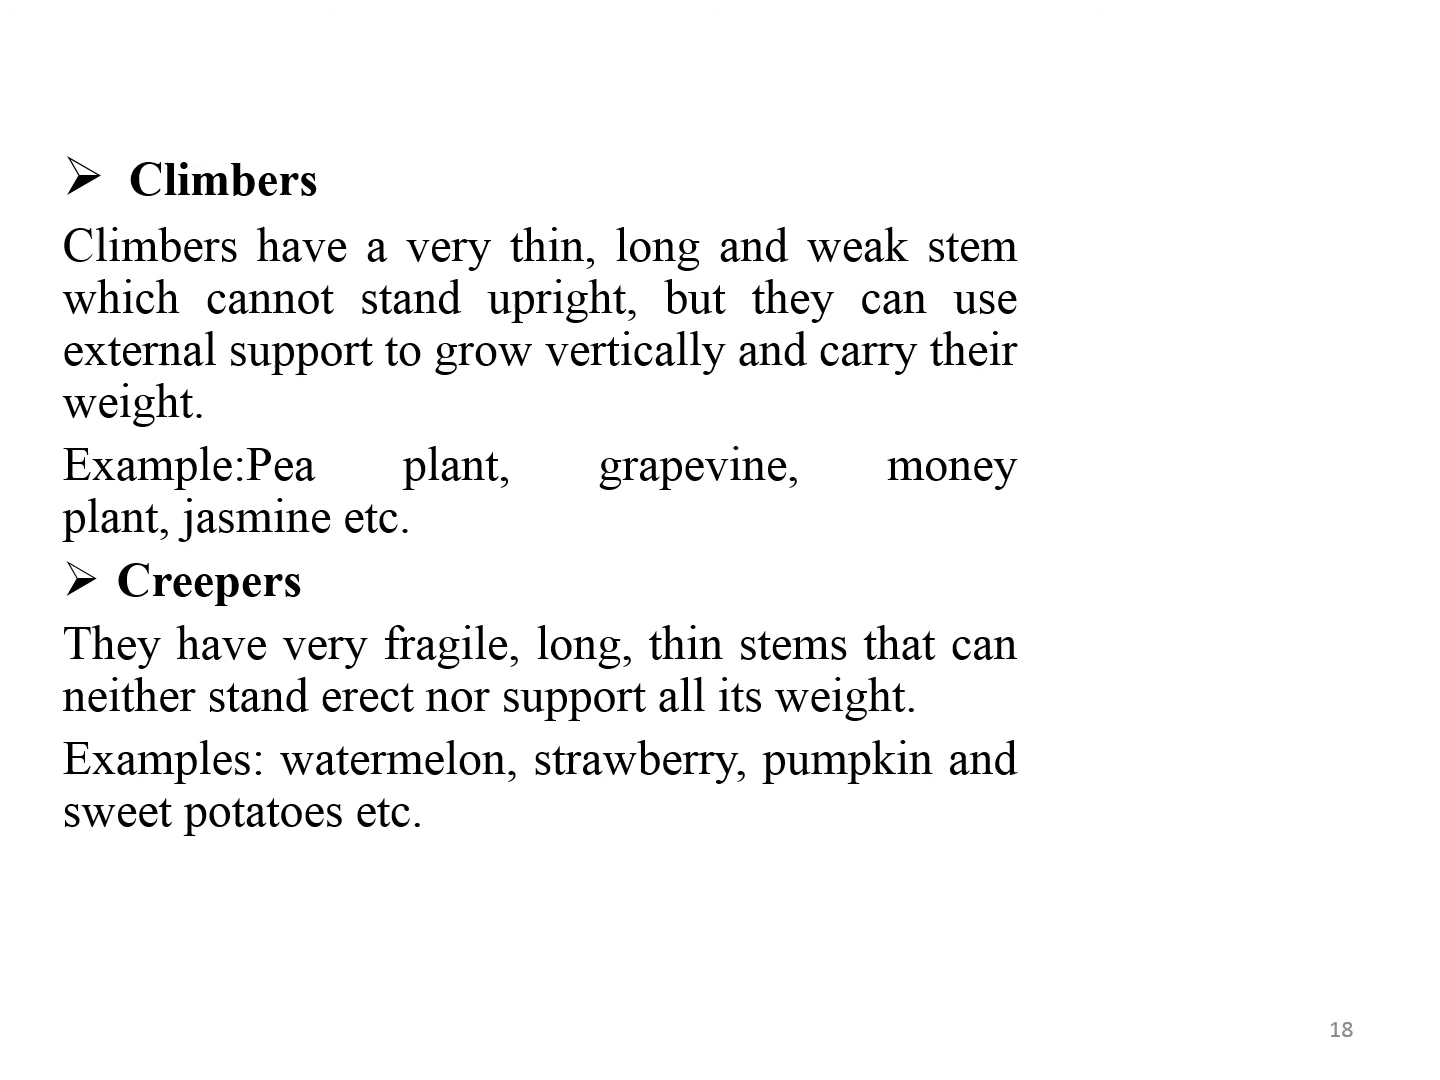 ➢ Climbers
Climbers have a very thin, long and weak stem
which cannot stand upright, but they can use
external support to grow vertically and carry their
weight.
Example:Pea plant, grapevine, money
plant, jasmine etc.
➢ Creepers
They have very fragile, long, thin stems that can
neither stand erect nor support all its weight.
Examples: watermelon, strawberry, pumpkin and
sweet potatoes etc.
18